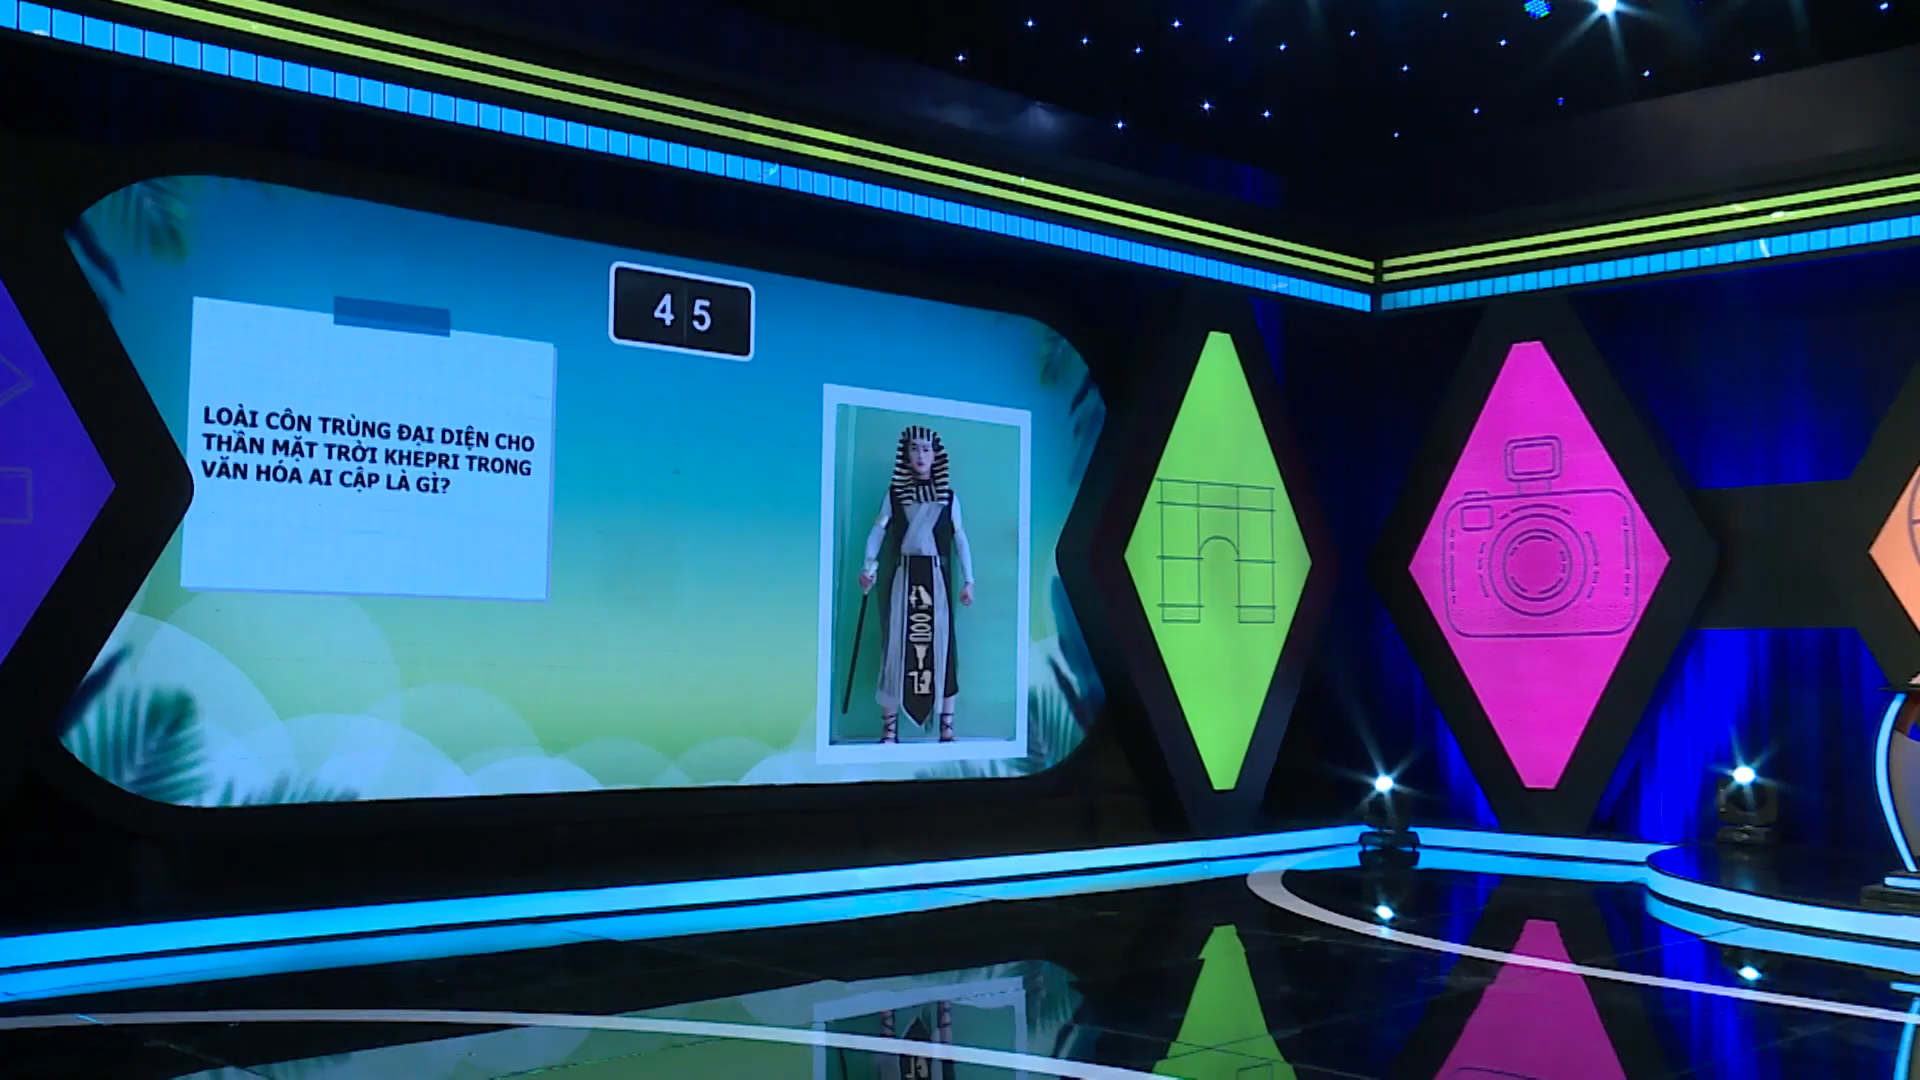 45
LOÀI CÔN TRÙNG ĐẠI DIỆN CHO
THẦN MẶT TRỜI KHEPRI TRONG
VĂN HÓA AI CẬP LÀ GÌ?